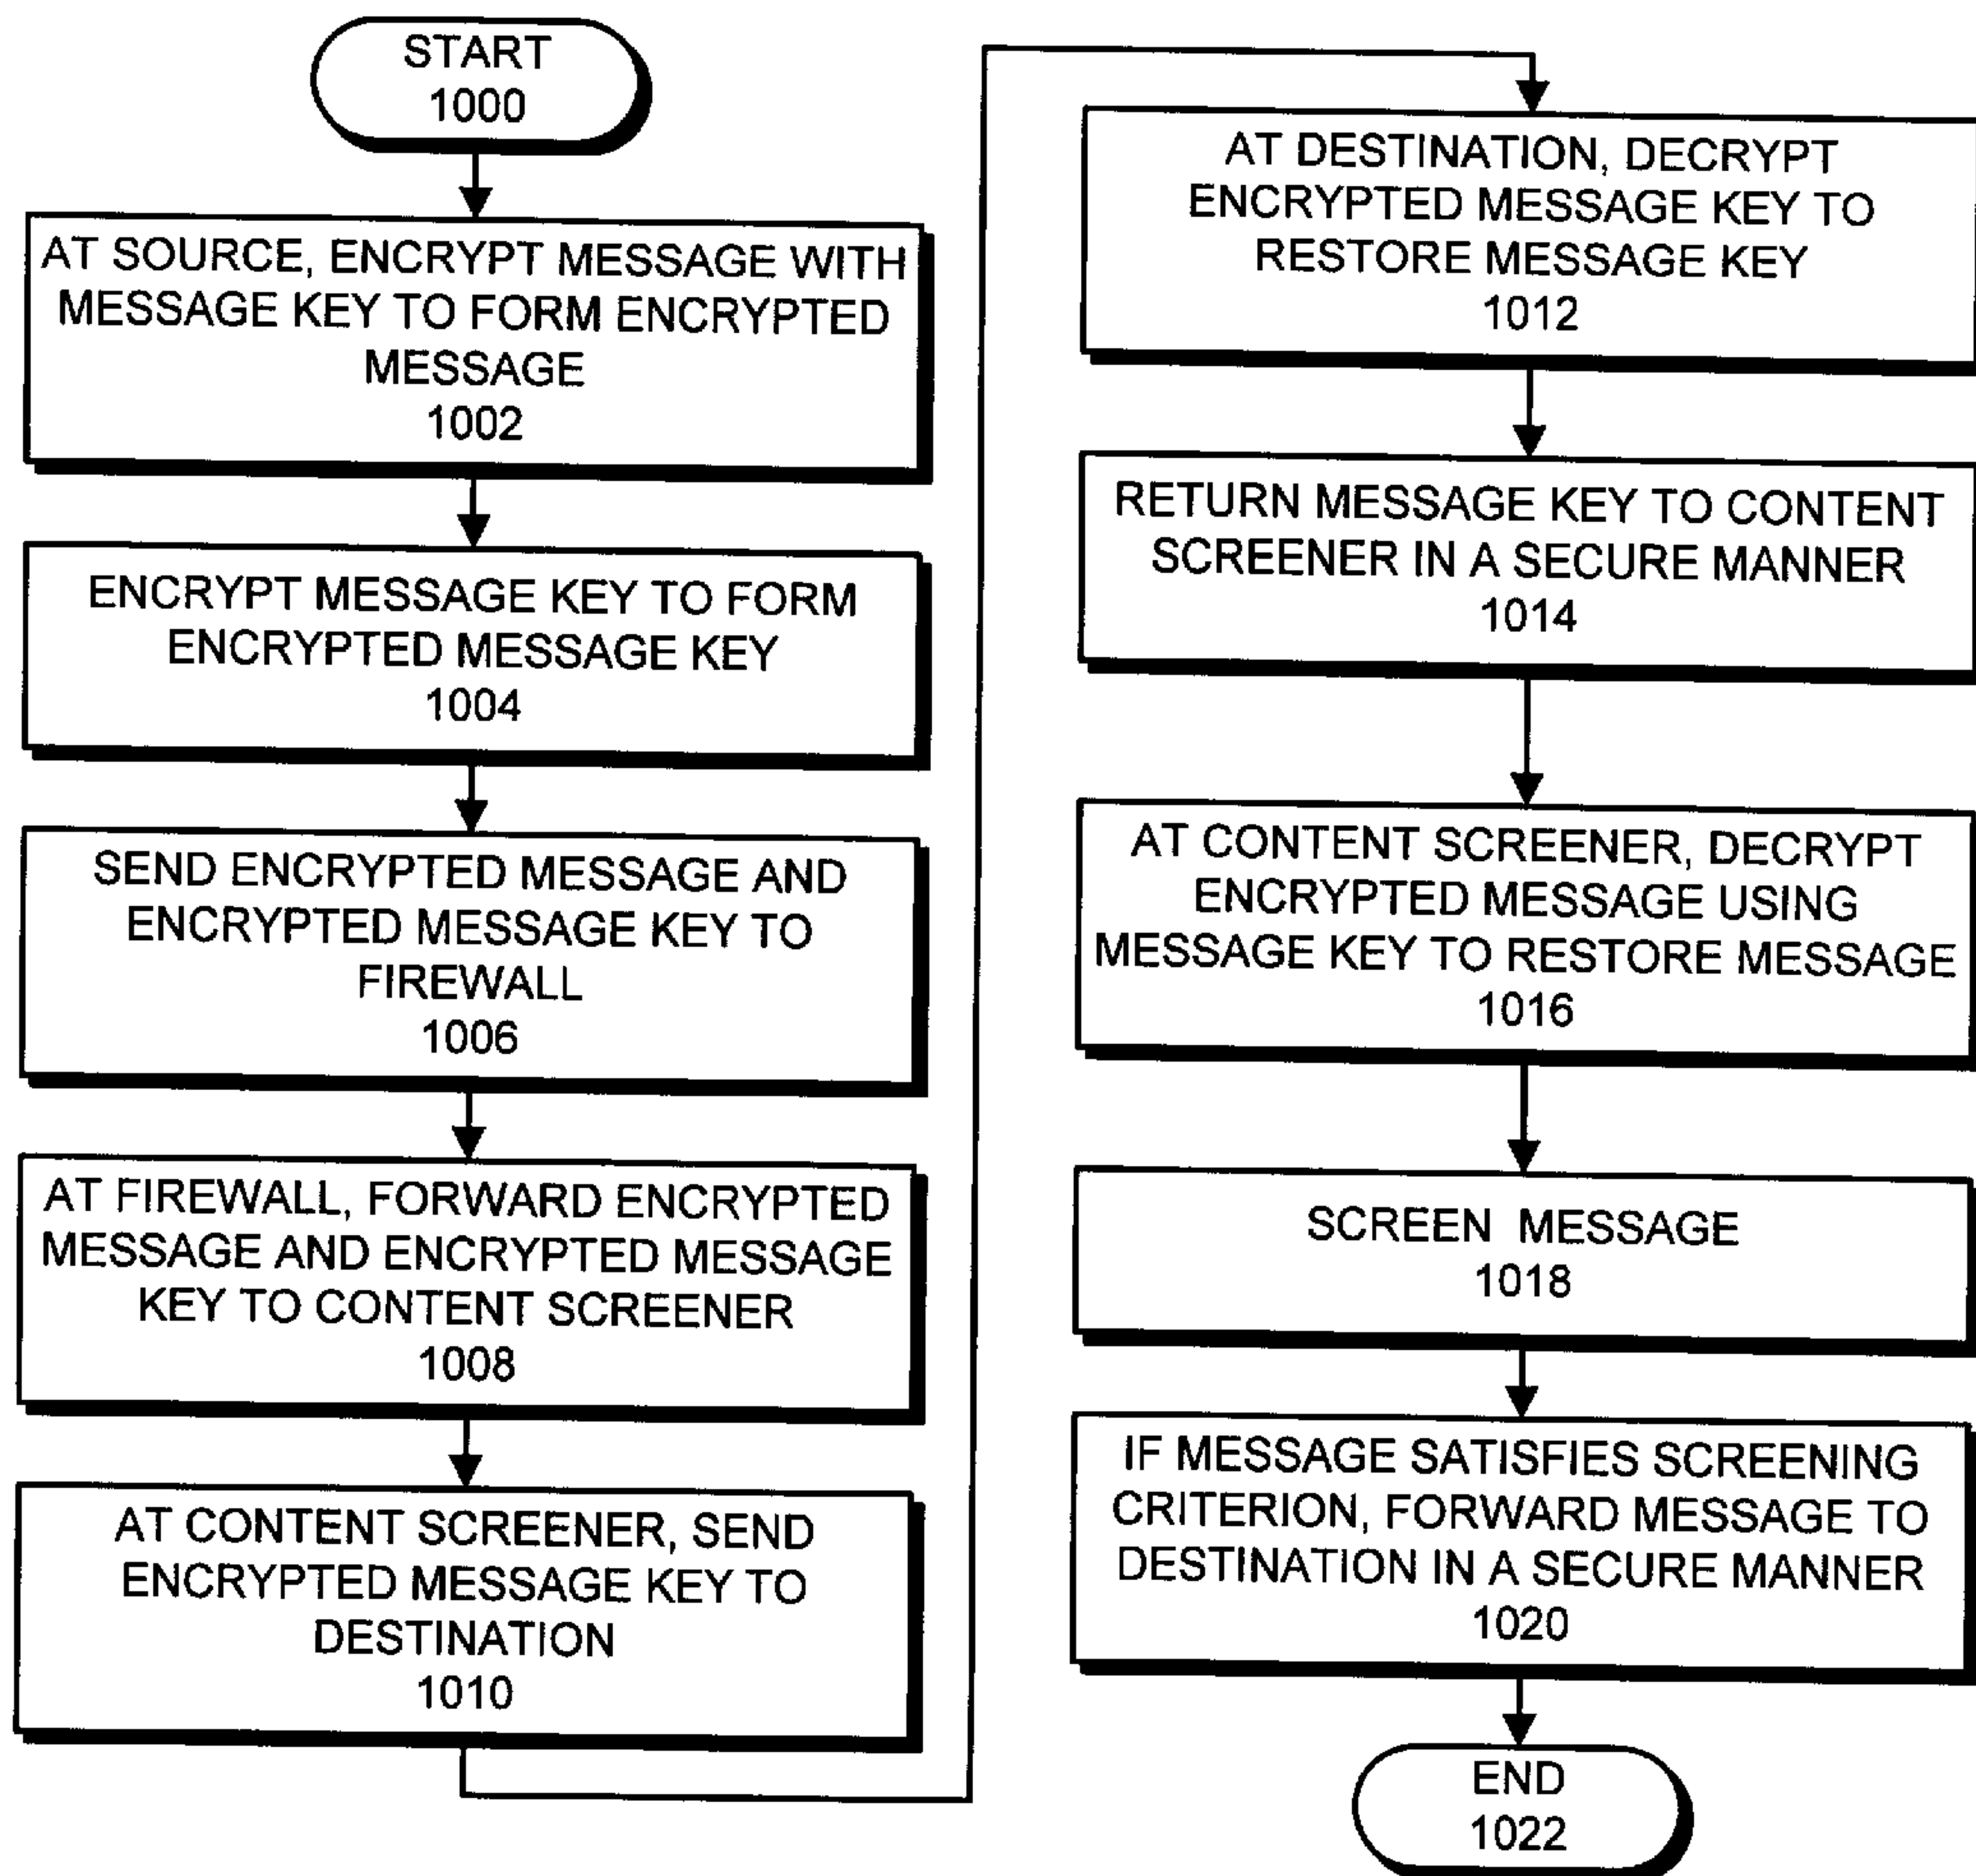 START
1000
AT SOURCE, ENCRYPT MESSAGE WITH
MESSAGE KEY TO FORM ENCRYPTED
MESSAGE
1002
ENCRYPT MESSAGE KEY TO FORM
ENCRYPTED MESSAGE KEY
1004
SEND ENCRYPTED MESSAGE AND
ENCRYPTED MESSAGE KEY TO
FIREWALL
1006
AT FIREWALL, FORWARD ENCRYPTED
MESSAGE AND ENCRYPTED MESSAGE
KEY TO CONTENT SCREENER
1008
AT CONTENT SCREENER, SEND
ENCRYPTED MESSAGE KEY TO
DESTINATION
1010
AT DESTINATION, DECRYPT
ENCRYPTED MESSAGE KEY TO
RESTORE MESSAGE KEY
1012
RETURN MESSAGE KEY TO CONTENT
SCREENER IN A SECURE MANNER
1014
AT CONTENT SCREENER, DECRYPT
ENCRYPTED MESSAGE USING
MESSAGE KEY TO RESTORE MESSAGE
1016
SCREEN MESSAGE
1018
IF MESSAGE SATISFIES SCREENING
CRITERION, FORWARD MESSAGE TO
DESTINATION IN A SECURE MANNER
1020
END
1022